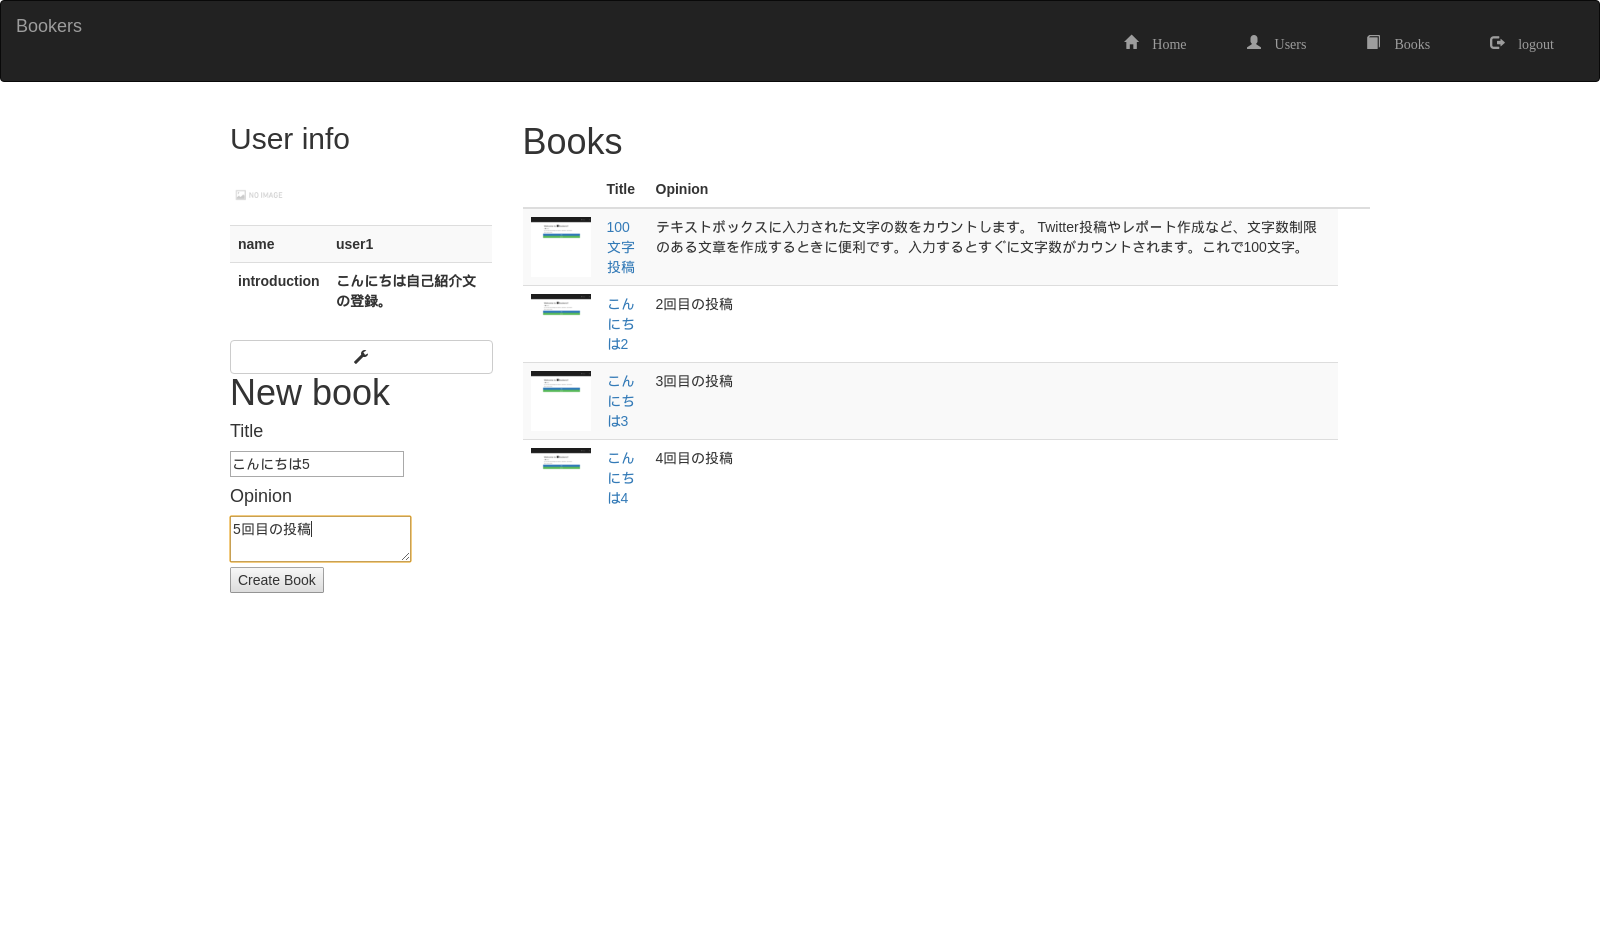 Bookers
Home
Users
Books
logout
User info
NO IMAGE
name user1
introduction こんにちは自己紹介文
の登録。
New book
Title
こんにちは5
Opinion
5回目の投稿
Create Book
Books
Title Opinion
100 テキストボックスに入力された文字の数をカウントします。 Twitter投稿やレポート作成など、文字数制限
文字 のある文章を作成するときに便利です。入力するとすぐに文字数がカウントされます。これで100文字。
投稿
こん 2回目の投稿
にち
は2
こん 3回目の投稿
にち
は3
こん 4回目の投稿
にち
は4